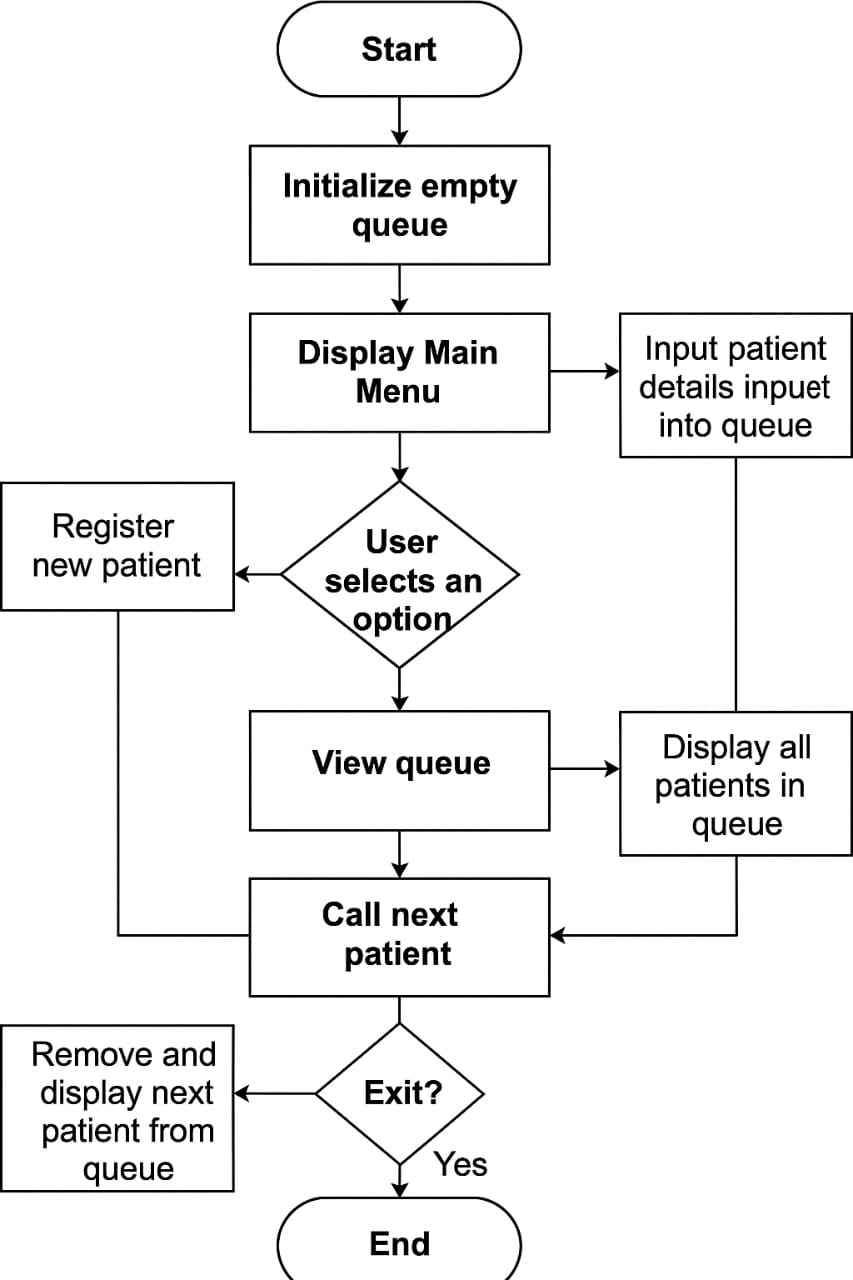 Start
Initialize empty
queue
Display Main
Menu
Input patient
details inpuet
into queue
User
selects an
option
Register
new patient
View queue
Display all
patients in
queue
Call next
patient
Exit?
Remove and
display next
patient from
queue
Yes
End